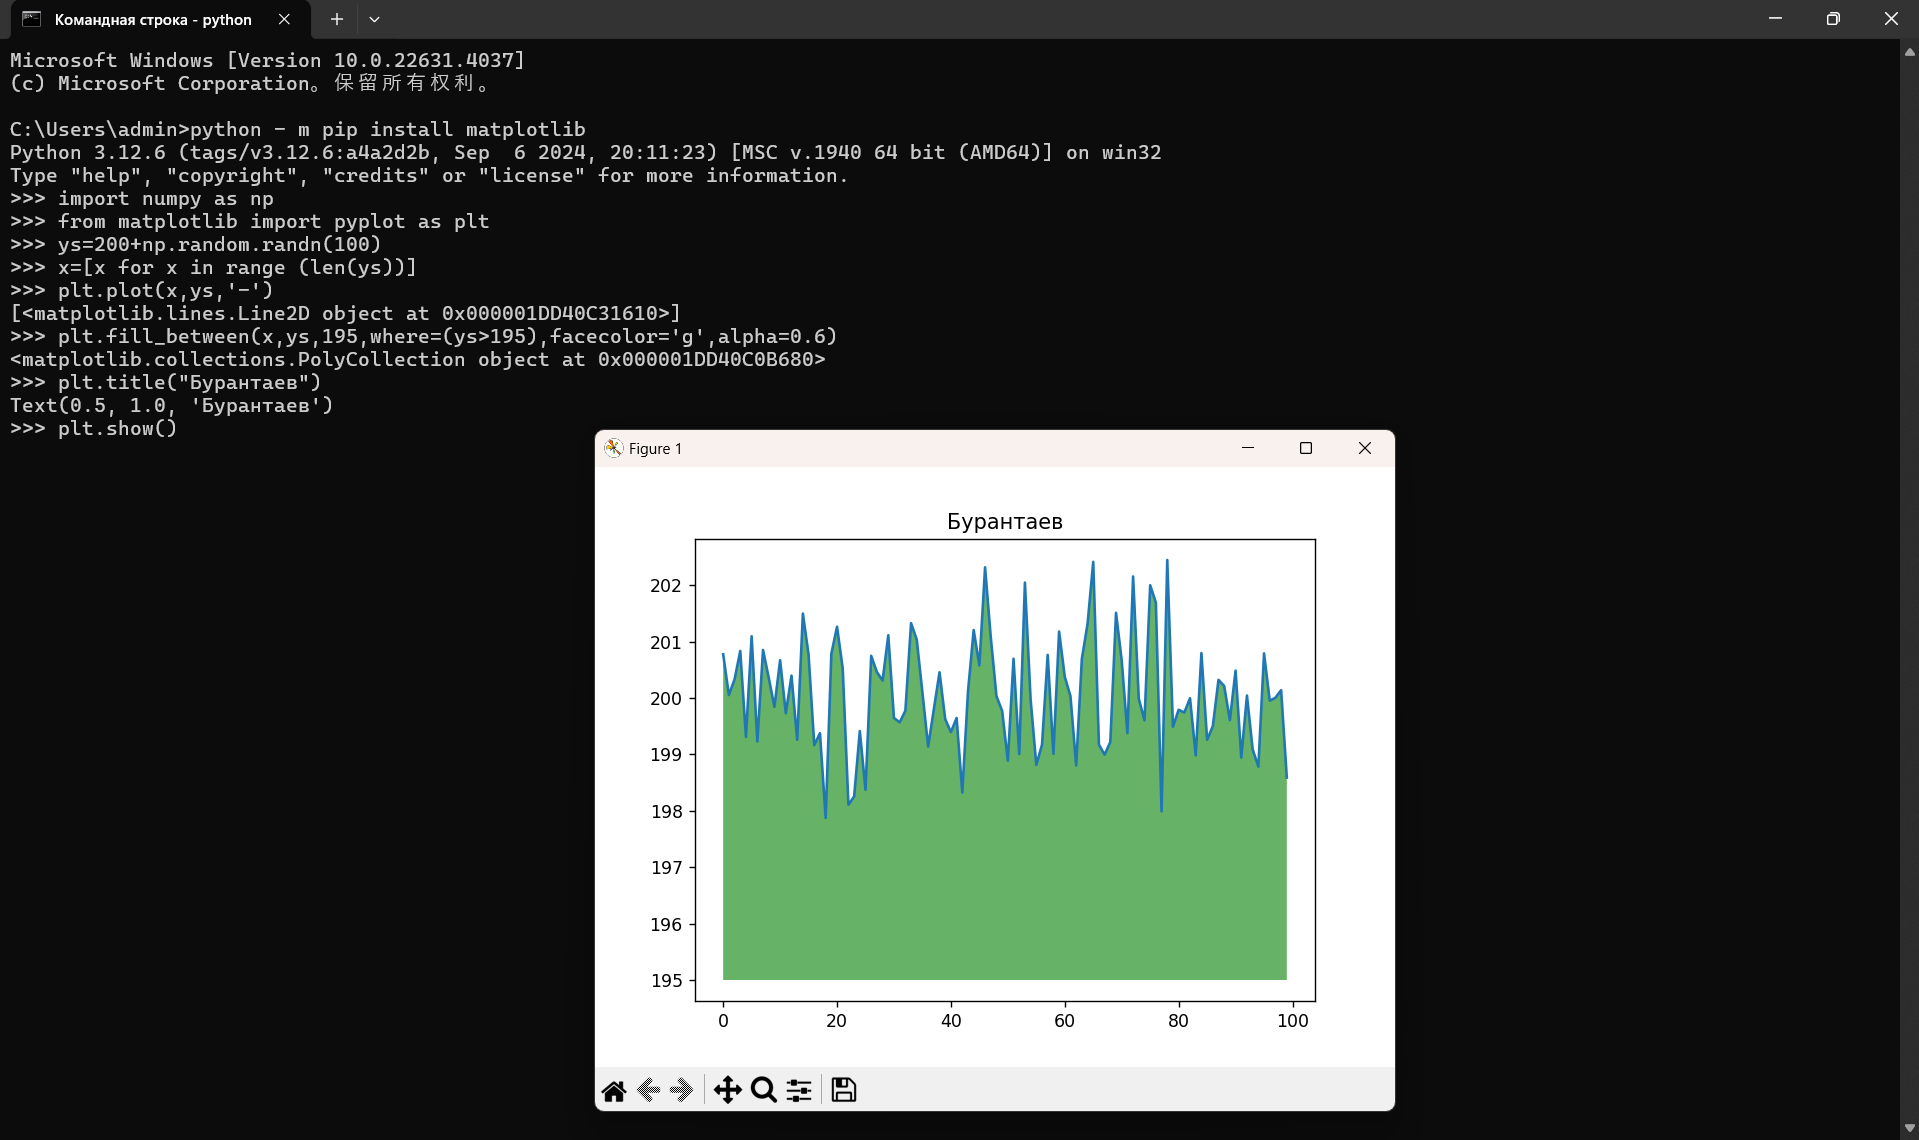 Командная строка - python
Microsoft Windows [Version 10.0.22631.4037]
(c) Microsoft Corporation。保留所有权利。
C:\Users\admin>python - m pip install matplotlib
Python 3.12.6 (tags/v3.12.6:a4a2d2b, Sep  6 2024, 20:11:23) [MSC v.1940 64 bit (AMD64)] on win32
Type "help", "copyright", "credits" or "license" for more information.
>>> import numpy as np
>>> from matplotlib import pyplot as plt
>>> ys=200+np.random.randn(100)
>>> x=[x for x in range (len(ys))]
>>> plt.plot(x,ys,'-')
[<matplotlib.lines.Line2D object at 0x000001DD40C31610>]
>>> plt.fill_between(x,ys,195,where=(ys>195),facecolor='g',alpha=0.6)
<matplotlib.collections.PolyCollection object at 0x000001DD40C0B680>
>>> plt.title("Бурантаев")
Text(0.5, 1.0, 'Бурантаев')
>>> plt.show()
Figure 1
Бурантаев
202
201
200
199
198
197
196
195
0 20 40 60 80 100